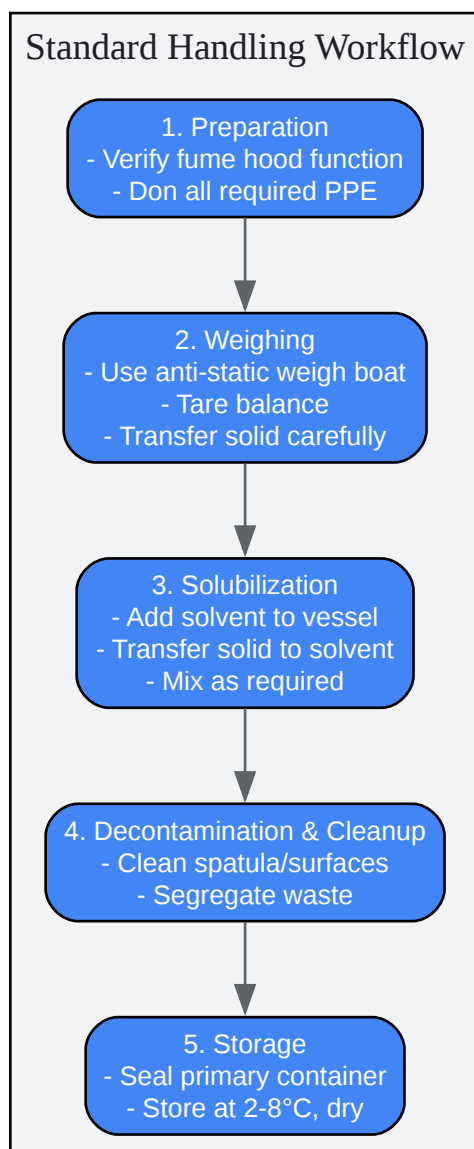 Standard Handling Workflow
1. Preparation
- Verify fume hood function
- Don all required PPE
2. Weighing
- Use anti-static weigh boat
- Tare balance
- Transfer solid carefully
3. Solubilization
- Add solvent to vessel
- Transfer solid to solvent
- Mix as required
4. Decontamination & Cleanup
- Clean spatula/surfaces
- Segregate waste
5. Storage
- Seal primary container
- Store at 2-8°C, dry